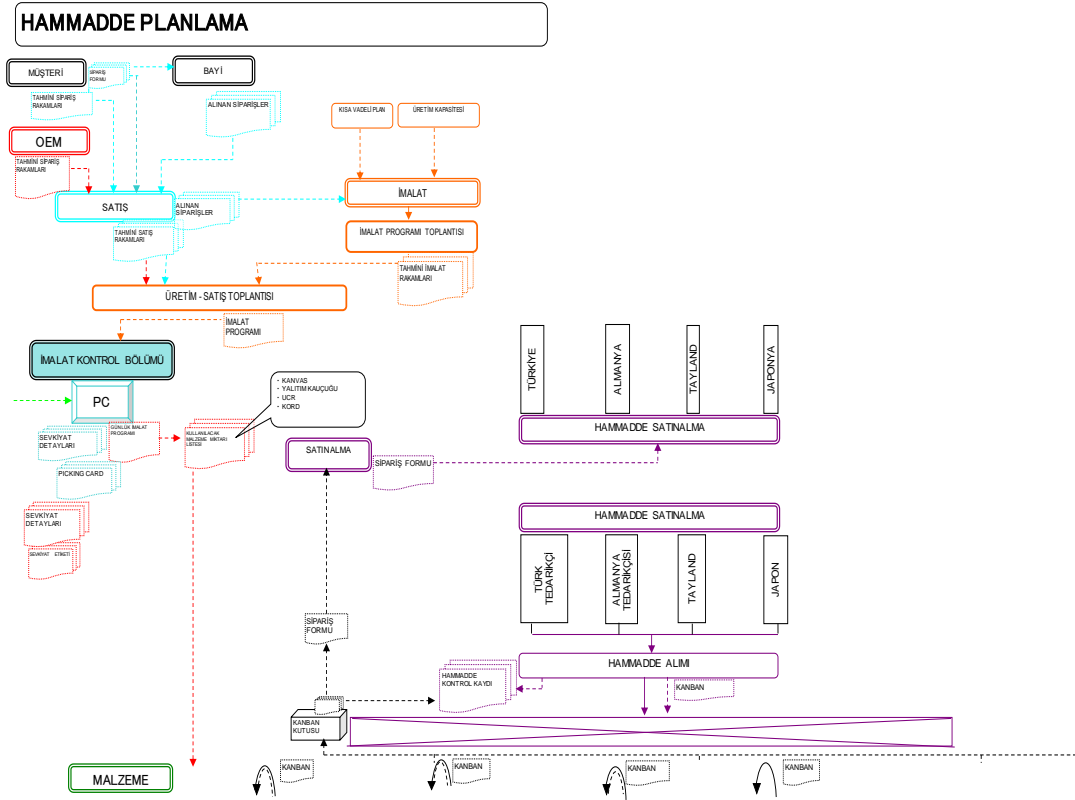 HAMMADDE PLANLAMA
MÜŞTERİ
SİPARİŞ
FORMU
BAYİ
TAHMİNİ SİPARİŞ
RAKAMLARI
ALINAN SİPARİŞLER
KISA VADELİ PLAN
ÜRETİM KAPASİTESİ
OEM
TAHMİNİ SİPARİŞ
RAKAMLARI
SATIŞ
ALINAN
SİPARİŞLER
İMALAT
TAHMİNİ SATIŞ
RAKAMLARI
İMALAT PROGRAMI TOPLANTISI
TAHMİNİ İMALAT
RAKAMLARI
ÜRETİM - SATIŞ TOPLANTISI
İMALAT
PROGRAMI
İMALAT KONTROL BÖLÜMÜ
PC
- KANVAS
- YALITIM KAUÇUĞU
- UCR
- KORD
TÜRKİYE
ALMANYA
TAYLAND
JAPONYA
HAMMADDE SATINALMA
SEVKİYAT
DETAYLARI
GÜNLÜK İMALAT
PROGRAMI
KULLANILACAK
MALZEME MİKTARI
LİSTESİ
SATINALMA
SİPARİŞ FORMU
PICKING CARD
SEVKİYAT
DETAYLARI
SEVKİYAT ETİKETİ
HAMMADDE SATINALMA
TÜRK
TEDARİKÇİ
ALMANYA
TEDARİKÇİSİ
TAYLAND
JAPON
SİPARİŞ
FORMU
HAMMADDE ALIMI
HAMMADDE
KONTROL KAYDI
KANBAN
KANBAN
KUTUSU
MALZEME
KANBAN
KANBAN
KANBAN
KANBAN